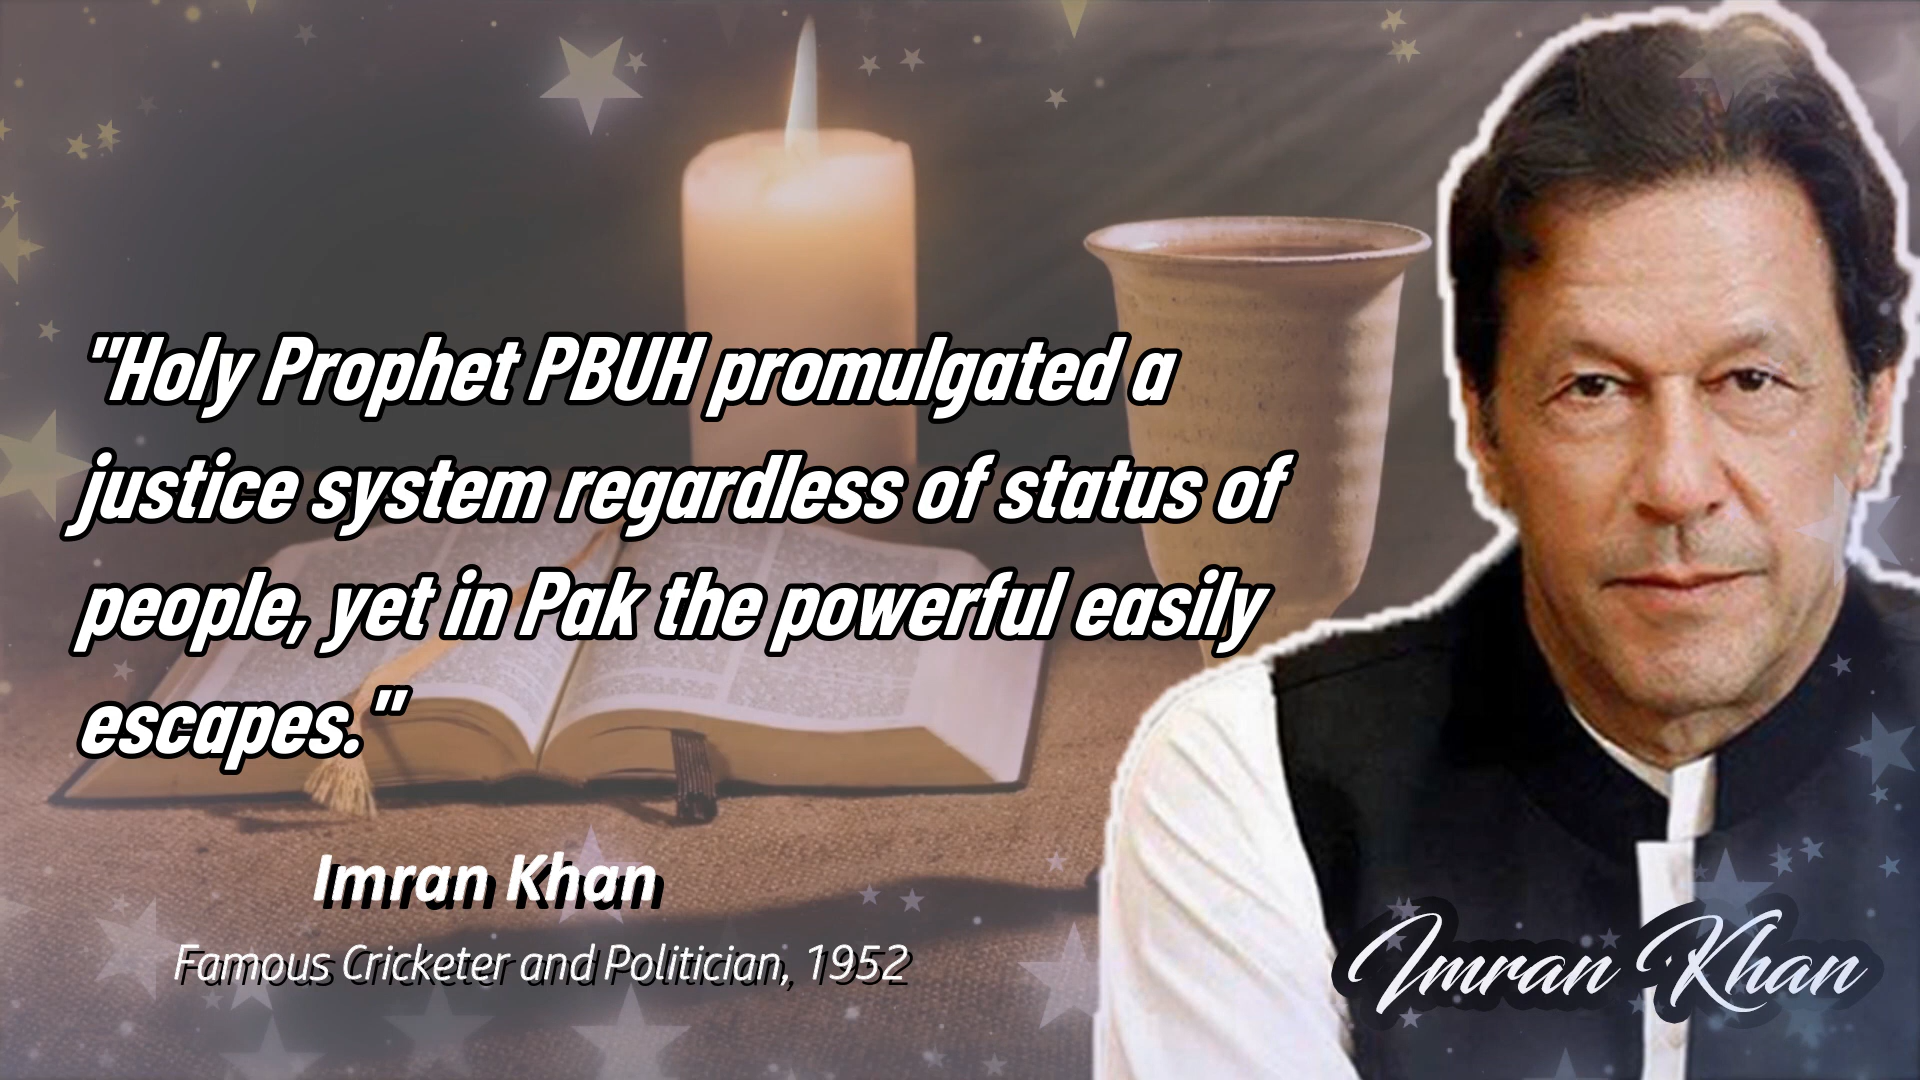 "Holy Prophet PBUH promulgated a
justice system regardless of status of
people, yet in Pak the powerful easily
escapes."
Imran Khan
Famous Cricketer and Politician, 1952
Imran Khan